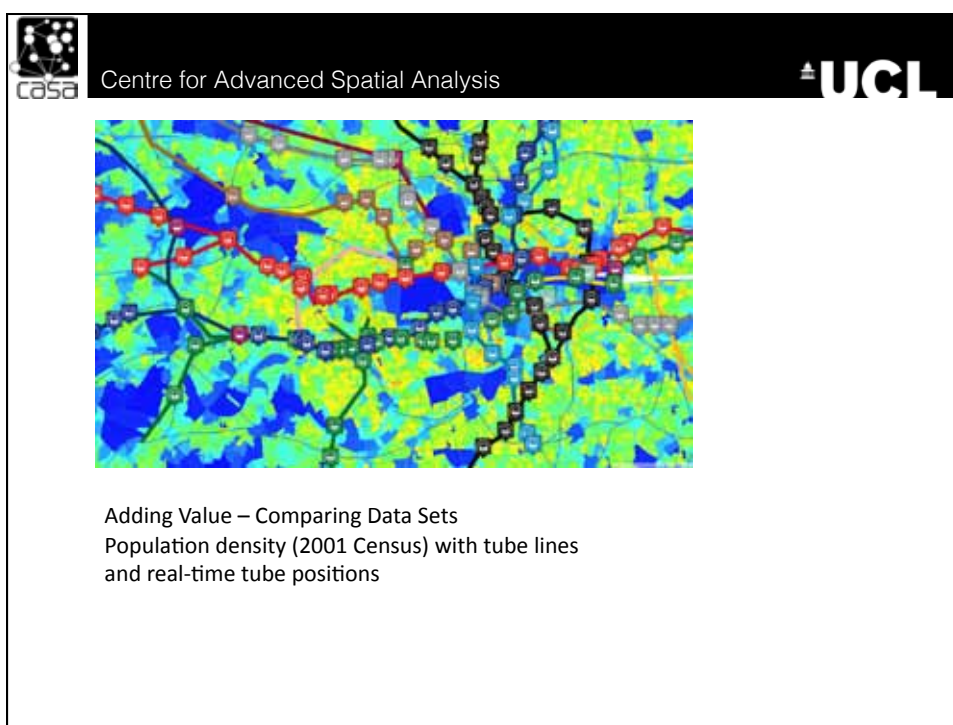 casa
Centre for Advanced Spatial Analysis
UCL
Adding Value – Comparing Data Sets
Population density (2001 Census) with tube lines
and real-time tube positions